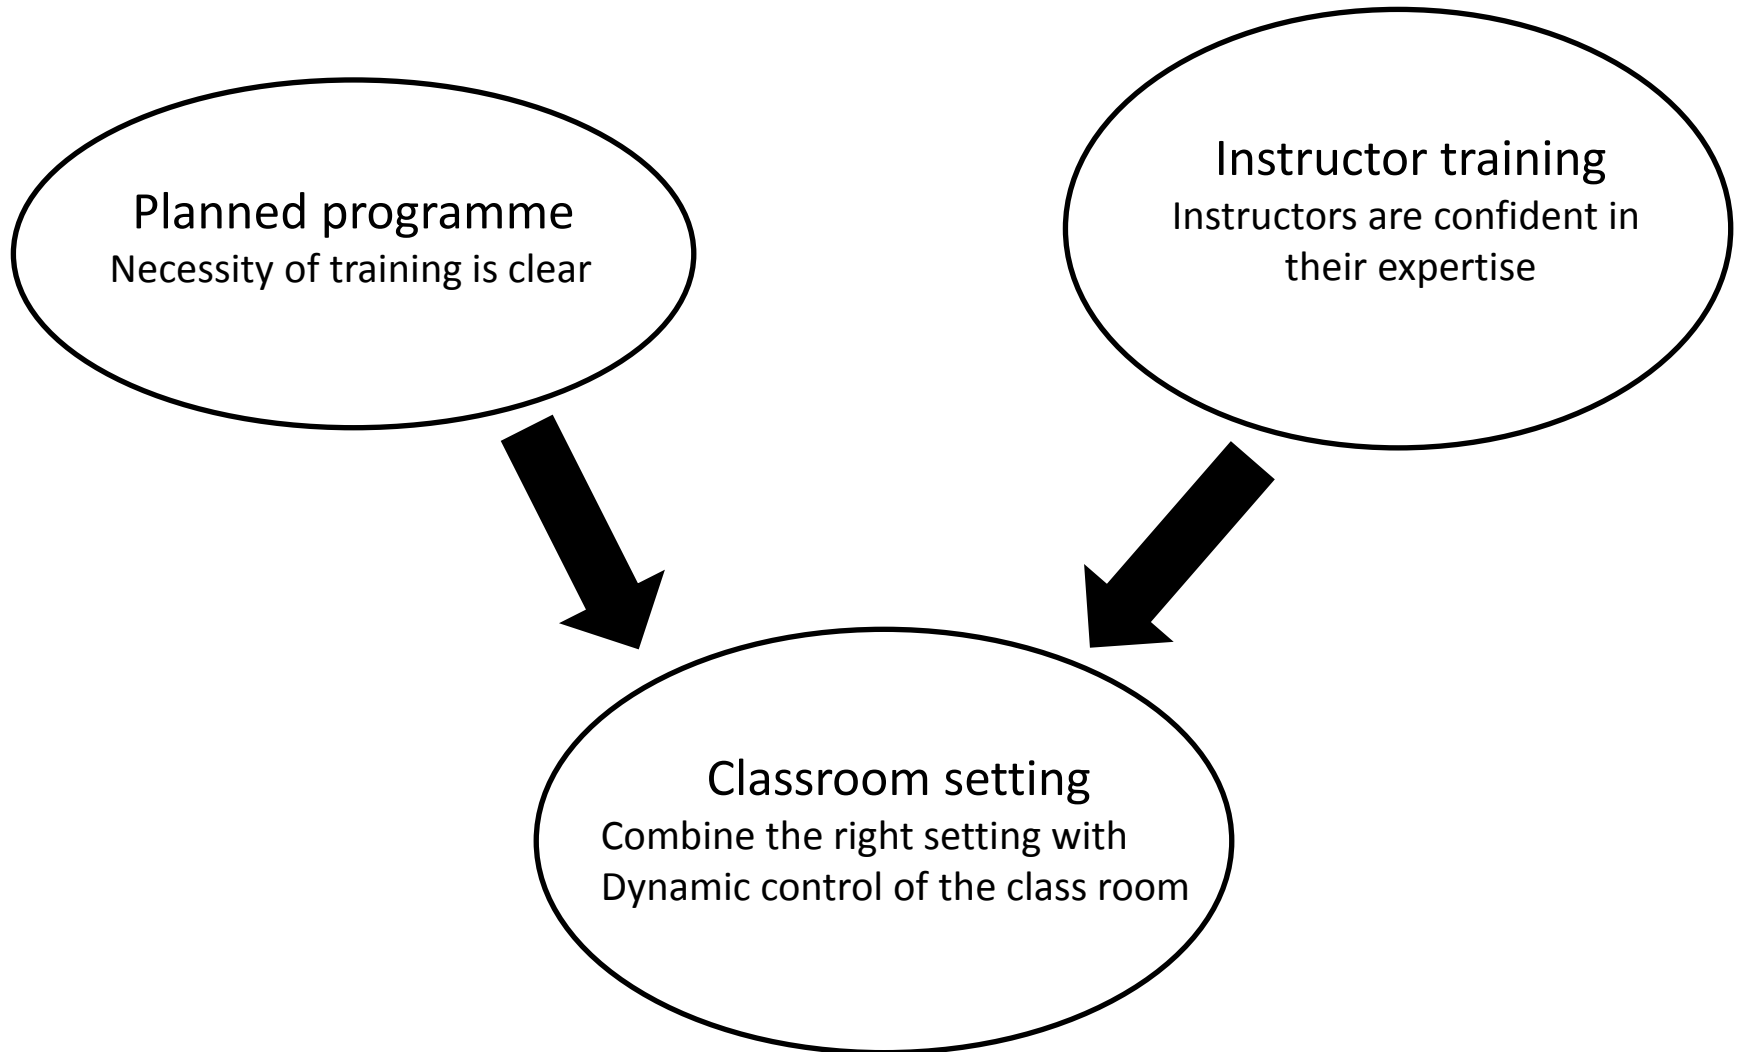 Planned programme
Necessity of training is clear
Instructor training
Instructors are confident in
their expertise
Classroom setting
Combine the right setting with
Dynamic control of the class room